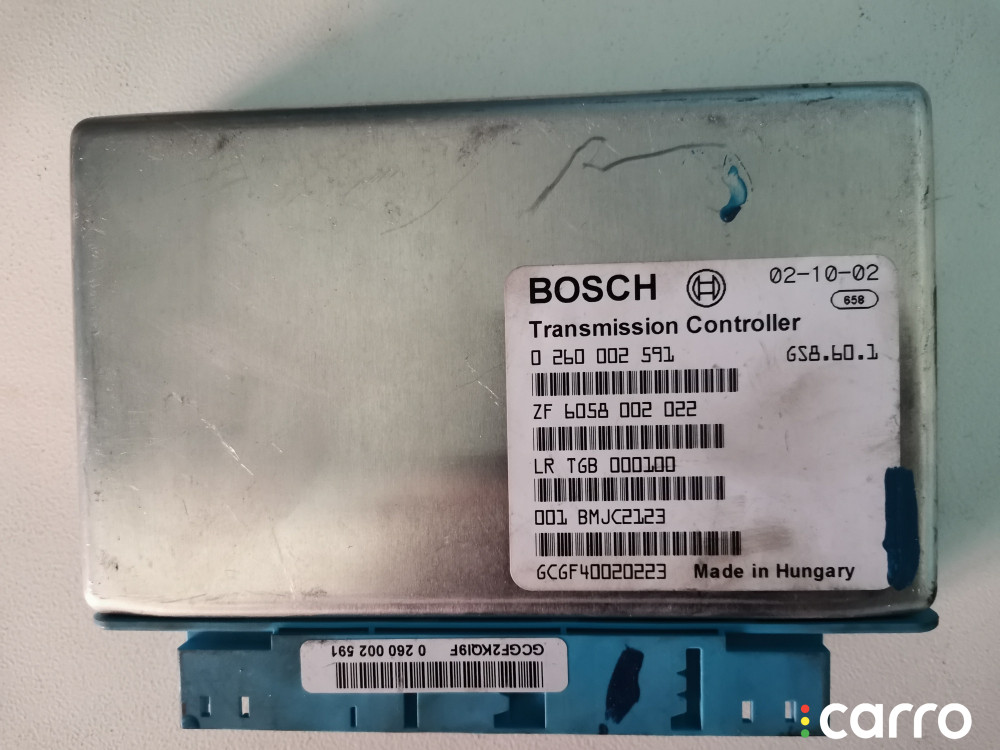 BOSCH 02-10-02
658
Transmission Controller
0 260 002 591 GS8.60.1
ZF 6058 002 022
LR TGB 000100
001 BMJC2123
GCGF40020223 Made in Hungary
GCGF2KQI9F 0 260 002 591
carro